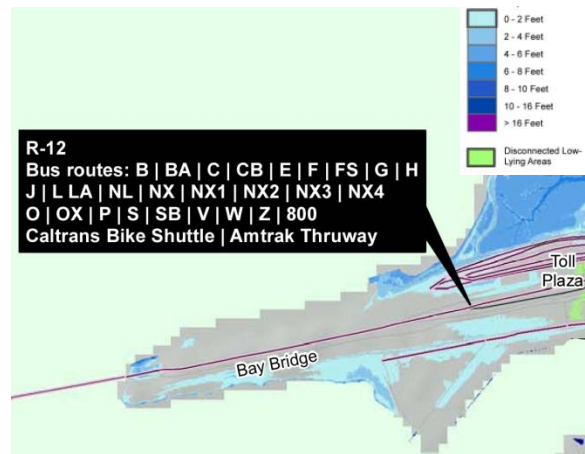 0 - 2 Feet
2 - 4 Feet
4 - 6 Feet
6 - 8 Feet
8 - 10 Feet
10 - 16 Feet
> 16 Feet
Disconnected Low-
Lying Areas
R-12
Bus routes: B | BA | C | CB | E | F | FS | G | H
J | L LA | NL | NX | NX1 | NX2 | NX3 | NX4
O | OX | P | S | SB | V | W | Z | 800
Caltrans Bike Shuttle | Amtrak Thruway
Toll
Plaza
Bay Bridge